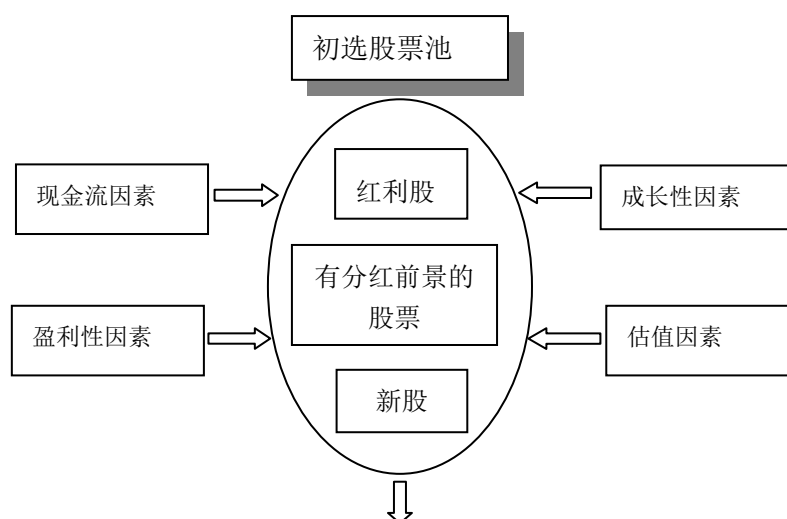 初选股票池
现金流因素
红利股
成长性因素
有分红前景的
股票
盈利性因素
估值因素
新股